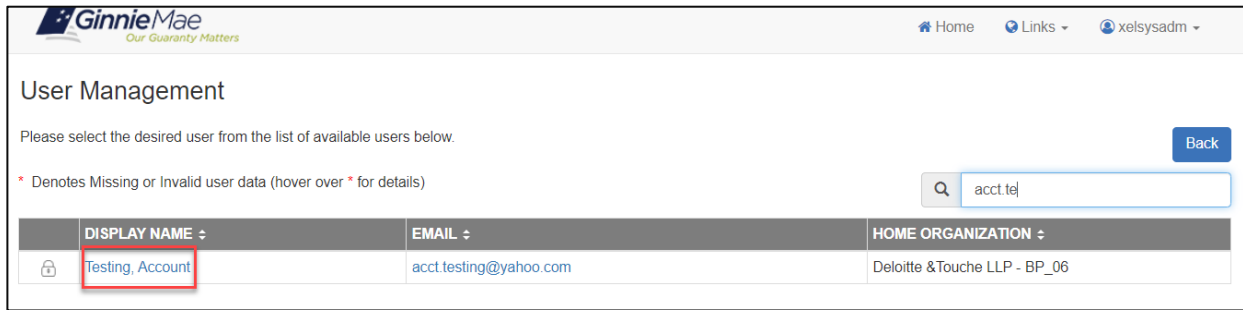 GinnieMae
Our Guaranty Matters
Home Links xelsysadm
User Management
Please select the desired user from the list of available users below.
Back
* Denotes Missing or Invalid user data (hover over * for details)
acct.te
DISPLAY NAME EMAIL HOME ORGANIZATION
Testing, Account acct.testing@yahoo.com Deloitte &Touche LLP - BP_06